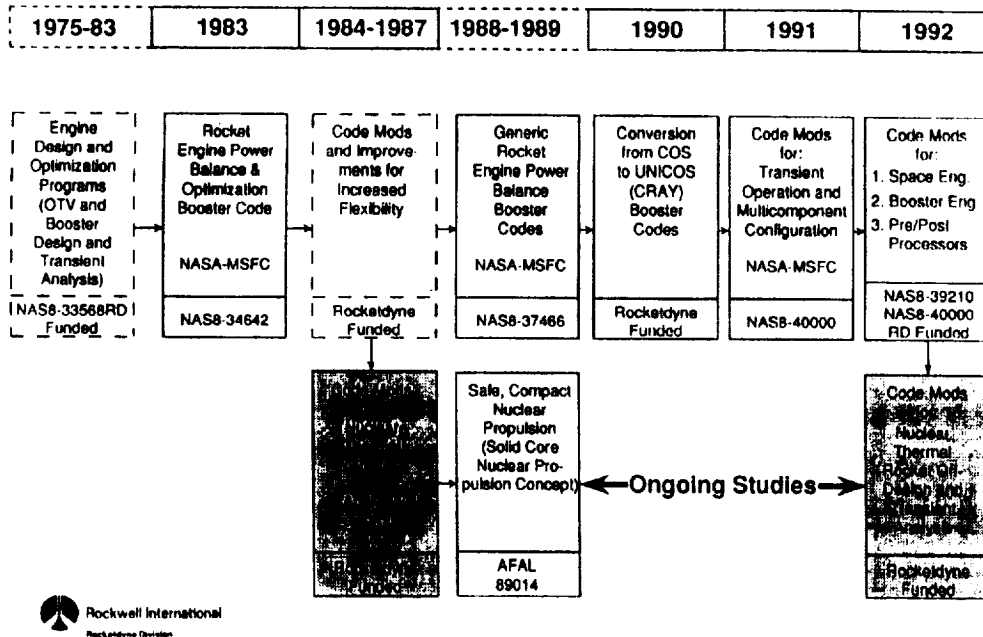 1975-83
1983
1984-1987
1988-1989
1990
1991
1992
Engine
Design and
Optimization
Programs
(OTV and
Booster
Design and
Transient
Analysis)
NAS8-33568RD
Funded
Rocket
Engine Power
Balance &
Optimization
Booster Code
NASA-MSFC
NAS8-34642
Code Mods
and Improve-
ments for
Increased
Flexibility
Rocketdyne
Funded
Generic
Rocket
Engine Power
Balance
Booster
Codes
NASA-MSFC
NAS8-37466
Conversion
from COS
to UNICOS
(CRAY)
Booster
Codes
Rocketdyne
Funded
Code Mods
for:
Transient
Operation and
Multicomponent
Configuration
NASA-MSFC
NAS8-40000
Code Mods
for:
1. Space Eng.
2. Booster Eng
3. Pre/Post
Processors
NAS8-39210
NAS8-40000
RD Funded
Funded
Safe, Compact
Nuclear
Propulsion
(Solid Core
Nuclear Pro-
pulsion Concept)
AFAL
89014
Ongoing Studies
Code Mods
Nuclear
Thermal
Rocket Off-
Design and
Rocketdyne
Funded
Rockwell International
Rocketdyne Division